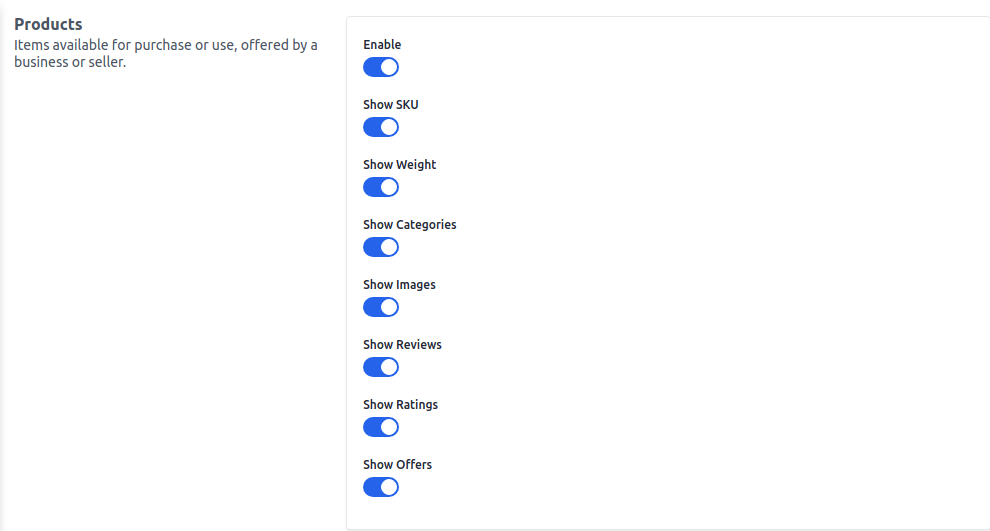 Products
Items available for purchase or use, offered by a
business or seller.
Enable
Show SKU
Show Weight
Show Categories
Show Images
Show Reviews
Show Ratings
Show Offers